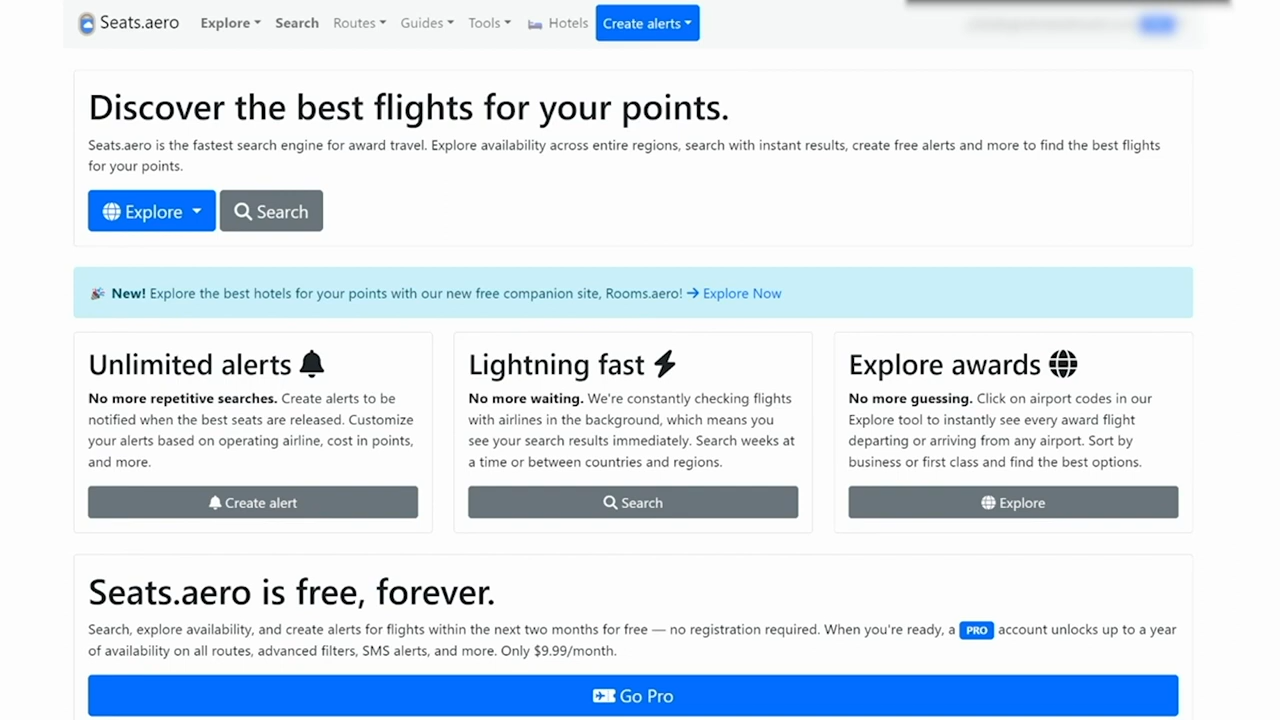 Seats.aero Explore Search Routes Guides Tools Hotels Create alerts
Discover the best flights for your points.
Seats.aero is the fastest search engine for award travel. Explore availability across entire regions, search with instant results, create free alerts and more to find the best flights
for your points.
Explore Search
New! Explore the best hotels for your points with our new free companion site, Rooms.aero! → Explore Now
Unlimited alerts
No more repetitive searches. Create alerts to be
notified when the best seats are released. Customize
your alerts based on operating airline, cost in points,
and more.
Create alert
Lightning fast
No more waiting. We're constantly checking flights
with airlines in the background, which means you
see your search results immediately. Search weeks at
a time or between countries and regions.
Search
Explore awards
No more guessing. Click on airport codes in our
Explore tool to instantly see every award flight
departing or arriving from any airport. Sort by
business or first class and find the best options.
Explore
Seats.aero is free, forever.
Search, explore availability, and create alerts for flights within the next two months for free — no registration required. When you're ready, a PRO account unlocks up to a year
of availability on all routes, advanced filters, SMS alerts, and more. Only $9.99/month.
Go Pro